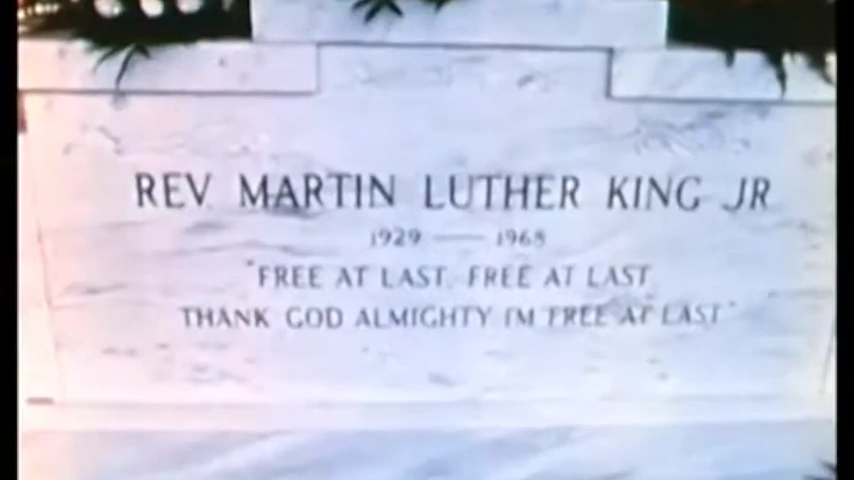 REV MARTIN LUTHER KING JR
1929 — 1968
"FREE AT LAST, FREE AT LAST
THANK GOD ALMIGHTY I'M FREE AT LAST"